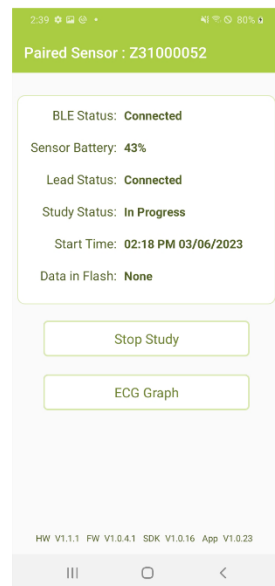 2:39 80%
Paired Sensor : Z31000052
BLE Status: Connected
Sensor Battery: 43%
Lead Status: Connected
Study Status: In Progress
Start Time: 02:18 PM 03/06/2023
Data in Flash: None
Stop Study
ECG Graph
HW V1.1.1 FW V1.0.4.1 SDK V1.0.16 App V1.0.23